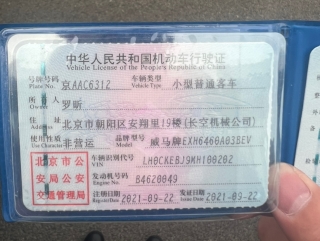 中华人民共和国机动车行驶证
Vehicle License of the People's Republic of China
号牌号码 Plate No. 京AAC6312 车辆类型 Vehicle Type 小型普通客车
所有人 Owner 罗昕
住址 北京市朝阳区安翔里19楼(长空机械公司)
使用性质 非营运 品牌型号 Model 威马牌EXH6460A03BEV
北京市公安局公安交通管理局
车辆识别代号 VIN
发动机号码 Engine No. B4620049
注册日期 2021-09-22 发证日期 Issue Date 2021-09-22